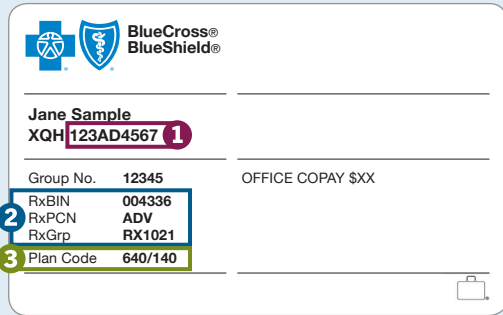 BlueCross®
BlueShield®
Jane Sample
XQH 123AD4567 1
Group No. 12345 OFFICE COPAY $XX
2
RxBIN 004336
RxPCN ADV
RxGrp RX1021
3 Plan Code 640/140